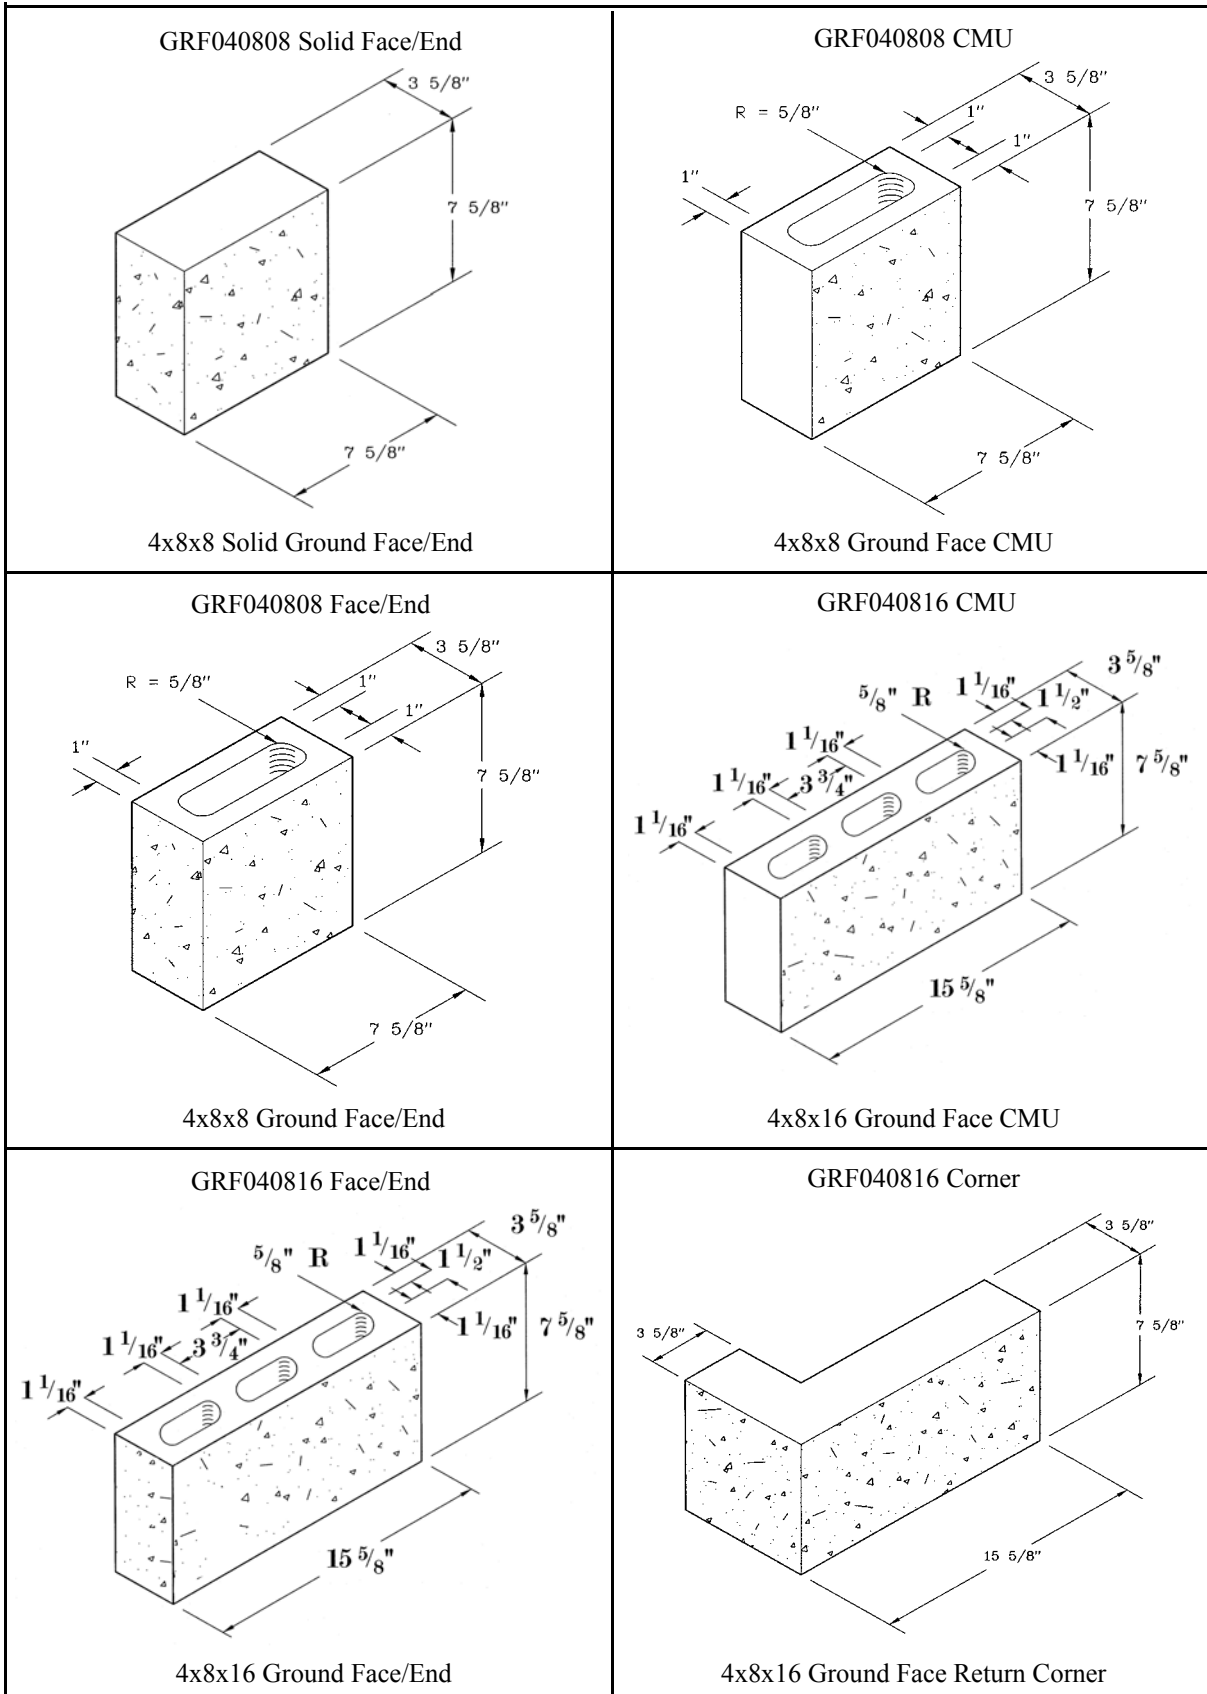 GRF040808 Solid Face/End
3 5/8"
7 5/8"
7 5/8"
4x8x8 Solid Ground Face/End
GRF040808 CMU
3 5/8"
R = 5/8"
1"
1"
1"
7 5/8"
7 5/8"
4x8x8 Ground Face CMU
GRF040808 Face/End
3 5/8"
R = 5/8"
1"
1"
1"
7 5/8"
7 5/8"
4x8x8 Ground Face/End
GRF040816 CMU
3 5/8"
5/8" R
1 1/16"
1 1/2"
1 1/16"
1 1/16"
7 5/8"
1 1/16"
3 3/4"
1 1/16"
15 5/8"
4x8x16 Ground Face CMU
GRF040816 Face/End
3 5/8"
5/8" R
1 1/16"
1 1/2"
1 1/16"
1 1/16"
7 5/8"
1 1/16"
3 3/4"
1 1/16"
15 5/8"
4x8x16 Ground Face/End
GRF040816 Corner
3 5/8"
7 5/8"
3 5/8"
15 5/8"
4x8x16 Ground Face Return Corner